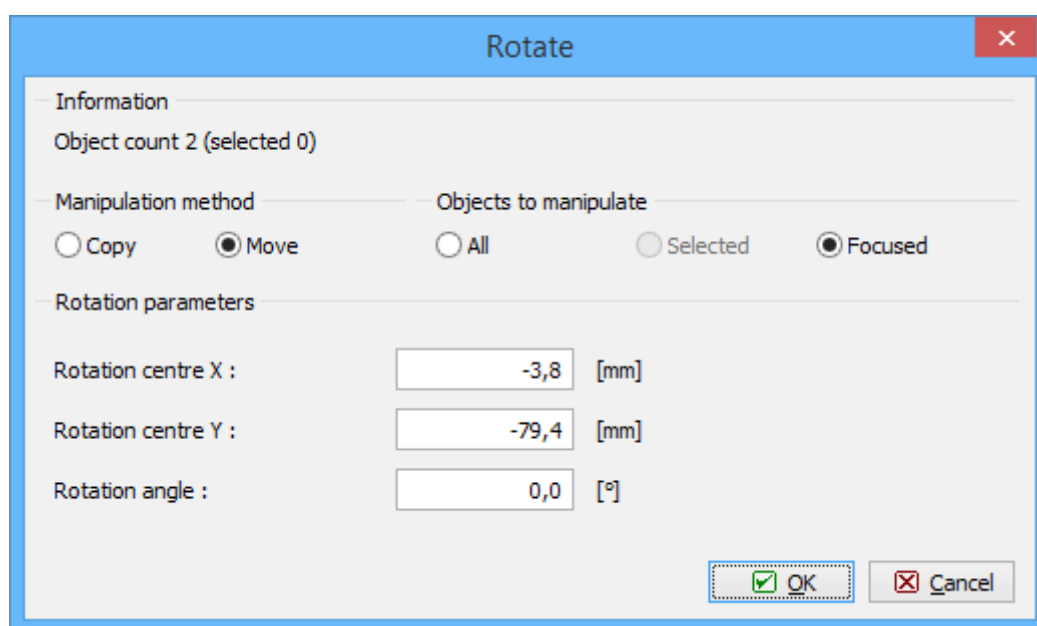 Rotate
Information
Object count 2 (selected 0)
Manipulation method Objects to manipulate
Copy Move All Selected Focused
Rotation parameters
Rotation centre X : -3,8 [mm]
Rotation centre Y : -79,4 [mm]
Rotation angle : 0,0 [°]
OK Cancel